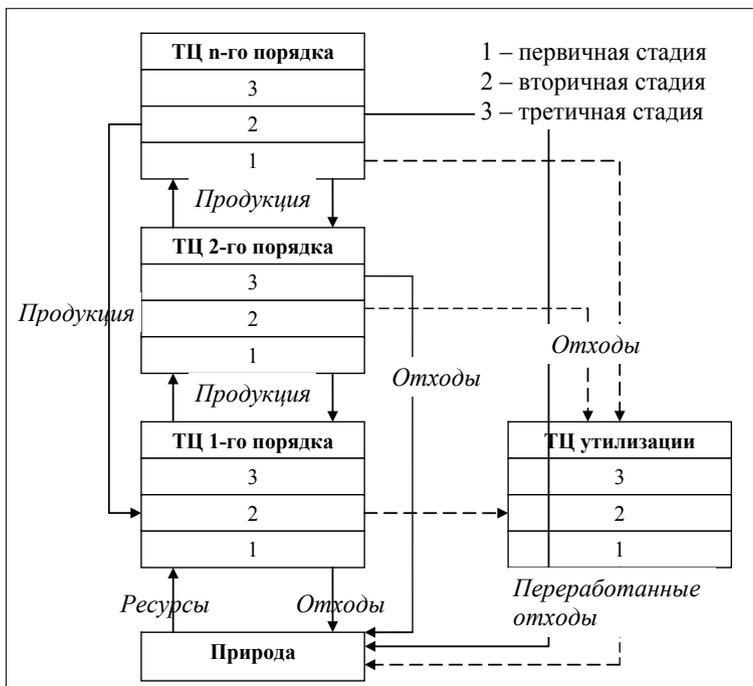 ТЦ n-го порядка
3
2
1
1 – первичная стадия
2 – вторичная стадия
3 – третичная стадия
Продукция
ТЦ 2-го порядка
3
2
1
Продукция
Отходы
Отходы
Продукция
ТЦ 1-го порядка
3
2
1
ТЦ утилизации
3
2
1
Ресурсы
Отходы
Переработанные
отходы
Природа